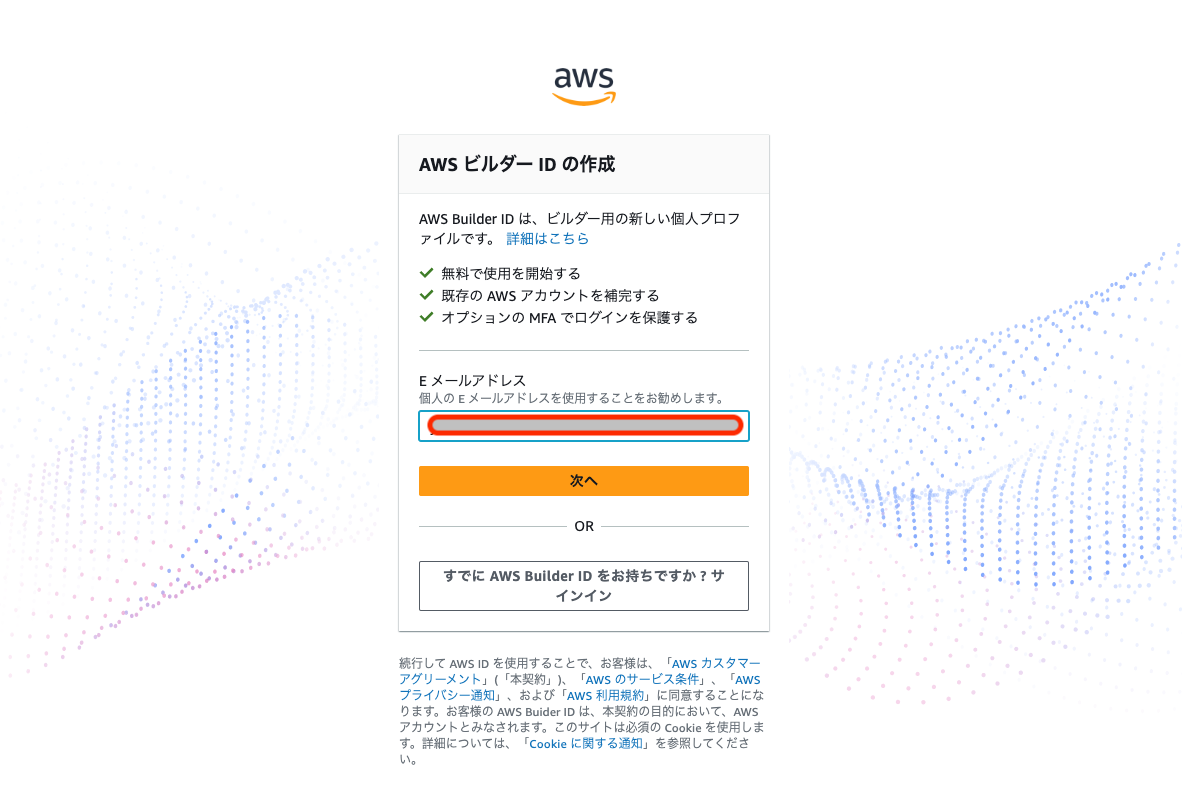 aws
AWS ビルダー ID の作成
AWS Builder ID は、ビルダー用の新しい個人プロフ
ァイルです。 詳細はこちら
無料で使用を開始する
既存の AWS アカウントを補完する
オプションの MFA でログインを保護する
E メールアドレス
個人の E メールアドレスを使用することをお勧めします。
次へ
OR
すでに AWS Builder ID をお持ちですか ? サ
インイン
続行して AWS ID を使用することで、お客様は、「AWS カスタマー
アグリーメント」(「本契約」)、「AWS のサービス条件」、「AWS
プライバシー通知」、および「AWS 利用規約」に同意することにな
ります。お客様の AWS Buider ID は、本契約の目的において、AWS
アカウントとみなされます。このサイトは必須の Cookie を使用しま
す。詳細については、「Cookie に関する通知」を参照してくださ
い。